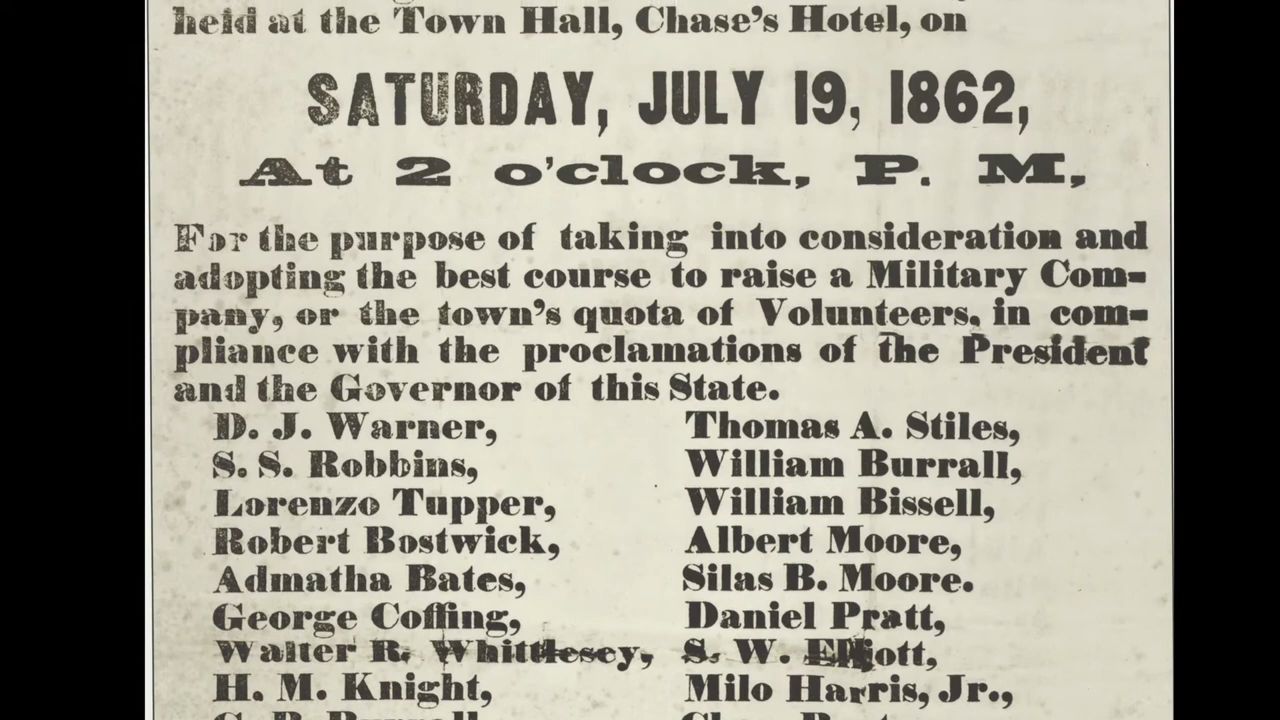 held at the Town Hall, Chase's Hotel, on
SATURDAY, JULY 19, 1862,
At 2 o'clock, P. M,
For the purpose of taking into consideration and
adopting the best course to raise a Military Com-
pany, or the town's quota of Volunteers, in com-
pliance with the proclamations of the President
and the Governor of this State.
D. J. Warner,
S. S. Robbins,
Lorenzo Tupper,
Robert Bostwick,
Admatha Bates,
George Coffing,
Walter R. Whittlesey,
H. M. Knight,
Thomas A. Stiles,
William Burrall,
William Bissell,
Albert Moore,
Silas B. Moore.
Daniel Pratt,
S. W. Elliott,
Milo Harris, Jr.,